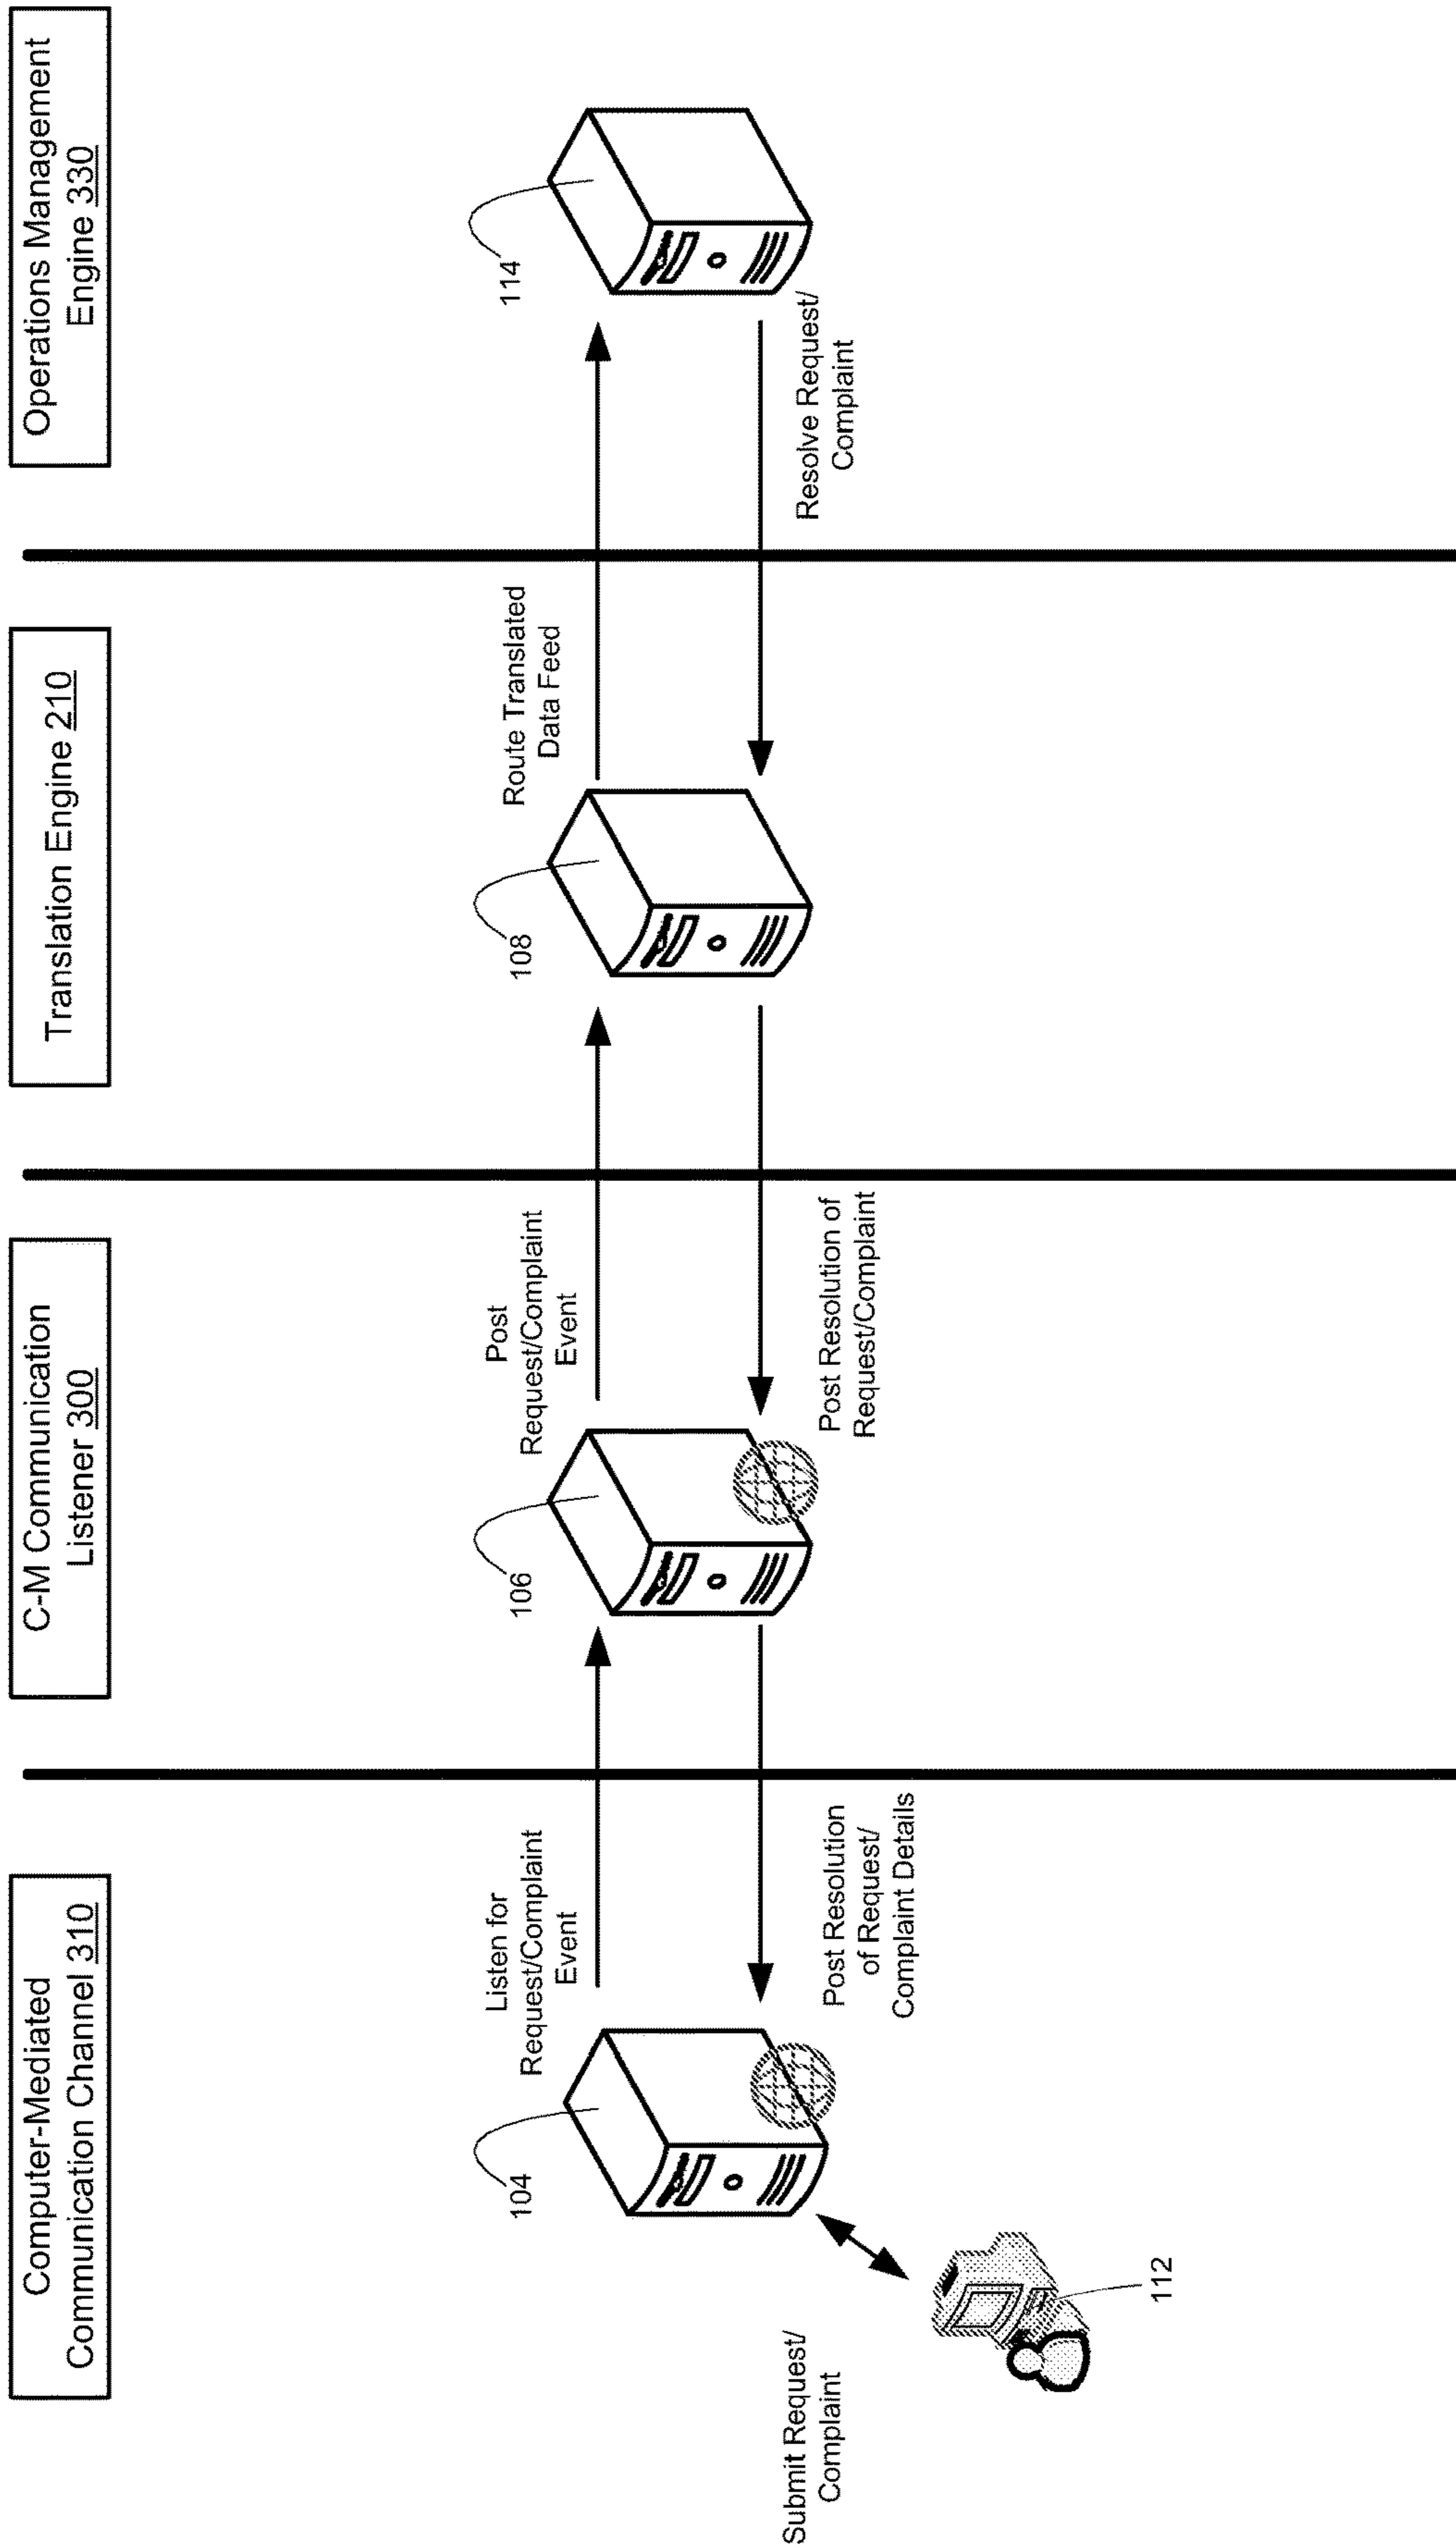 Computer-Mediated
Communication Channel 310
C-M Communication
Listener 300
Translation Engine 210
Operations Management
Engine 330
Listen for
Request/Complaint
Event
Post
Request/Complaint
Event
Route Translated
Data Feed
104
106
108
114
Submit Request/
Complaint
112
Post Resolution
of Request/
Complaint Details
Post Resolution of
Request/Complaint
Resolve Request/
Complaint